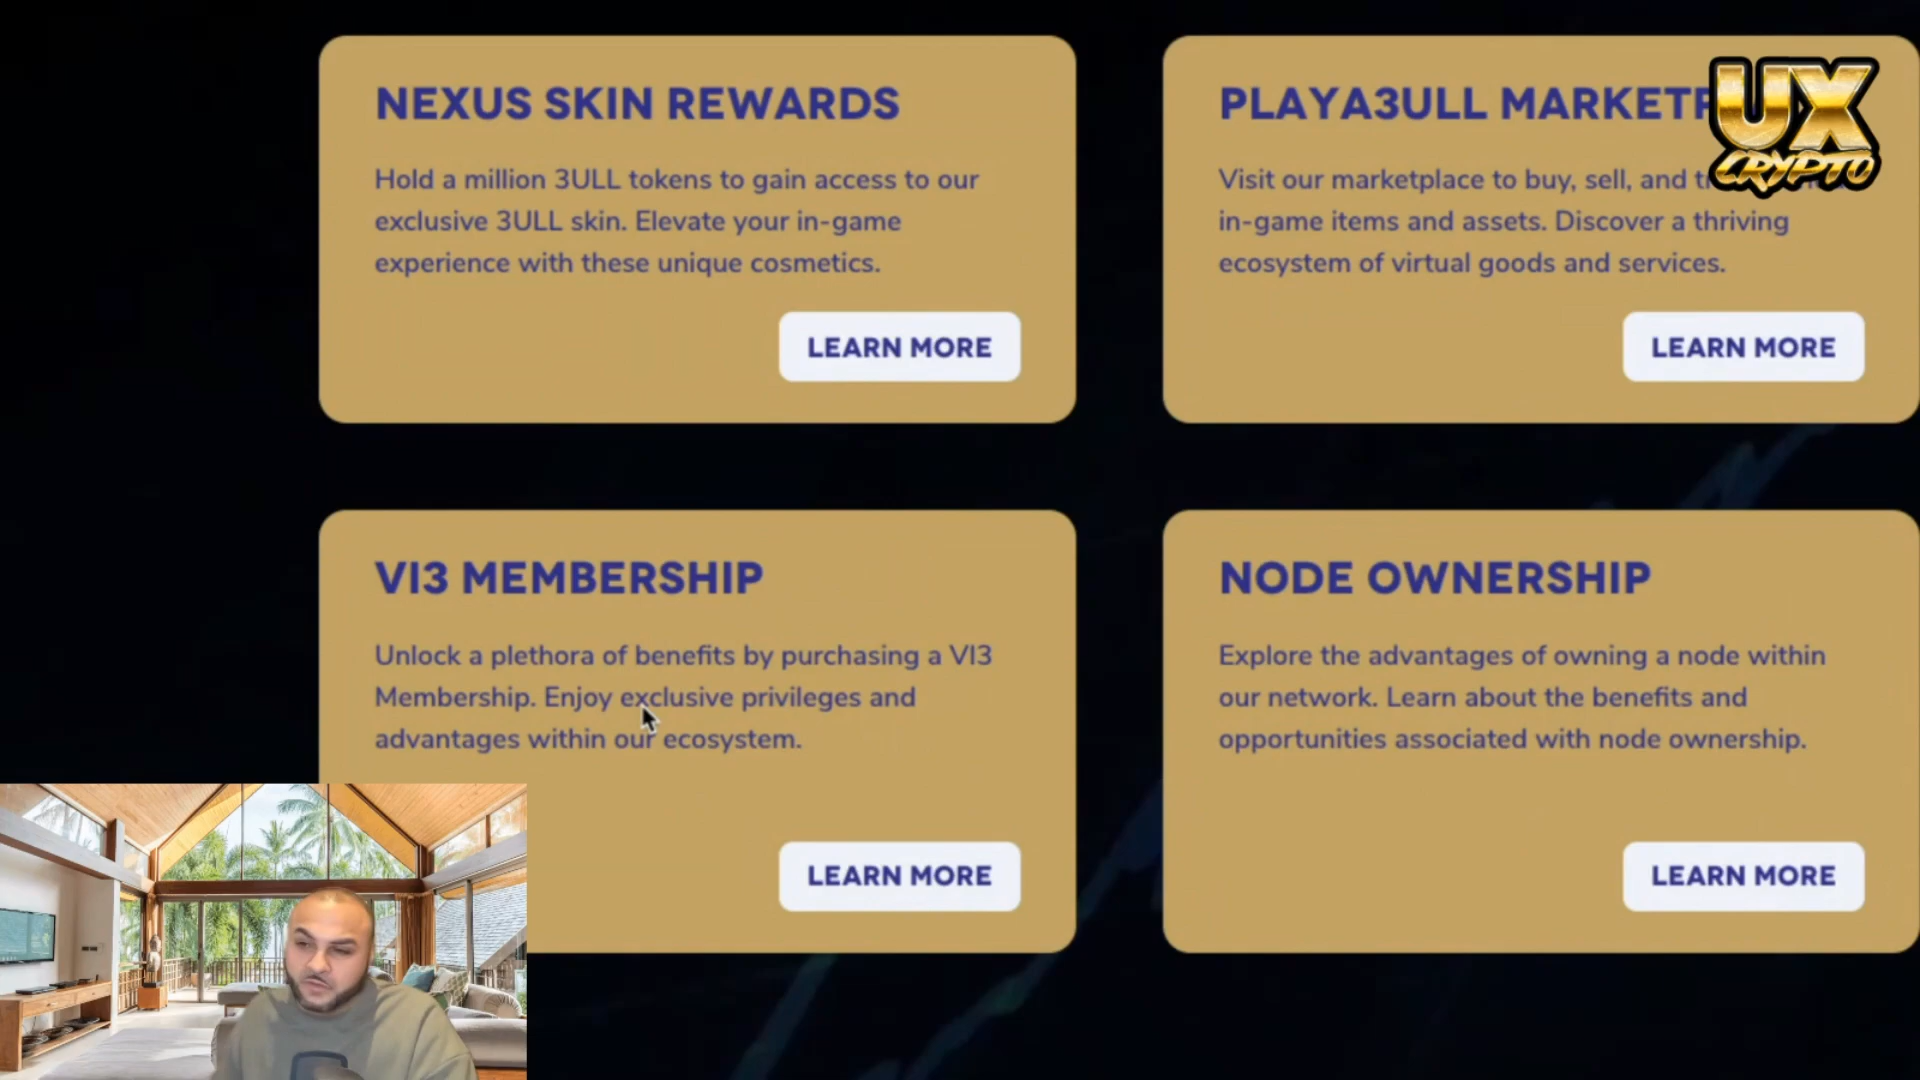 NEXUS SKIN REWARDS
Hold a million 3ULL tokens to gain access to our
exclusive 3ULL skin. Elevate your in-game
experience with these unique cosmetics.
LEARN MORE
PLAYA3ULL
Visit our marketplace to buy, sell, and
in-game items and assets. Discover a thriving
ecosystem of virtual goods and services.
LEARN MORE
UX
CRYPTO
VI3 MEMBERSHIP
Unlock a plethora of benefits by purchasing a VI3
Membership. Enjoy exclusive privileges and
advantages within our ecosystem.
LEARN MORE
NODE OWNERSHIP
Explore the advantages of owning a node within
our network. Learn about the benefits and
opportunities associated with node ownership.
LEARN MORE